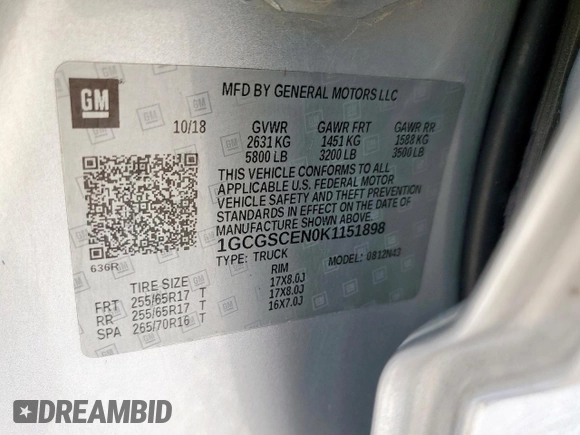 GM
MFD BY GENERAL MOTORS LLC
10/18 GVWR GAWR FRT GAWR RR
2631 KG 1451 KG 1588 KG
5800 LB 3200 LB 3500 LB
THIS VEHICLE CONFORMS TO ALL
APPLICABLE U.S. FEDERAL MOTOR
VEHICLE SAFETY AND THEFT PREVENTION
STANDARDS IN EFFECT ON THE DATE OF
MANUFACTURE SHOWN ABOVE.
1GCGSCEN0K1151898
TYPE: TRUCK MODEL: 0812N43
636R
TIRE SIZE RIM
FRT 255/65R17 T 17X8.0J
RR 255/65R17 T 17X8.0J
SPA 265/70R16 T 16X7.0J
DREAMBID